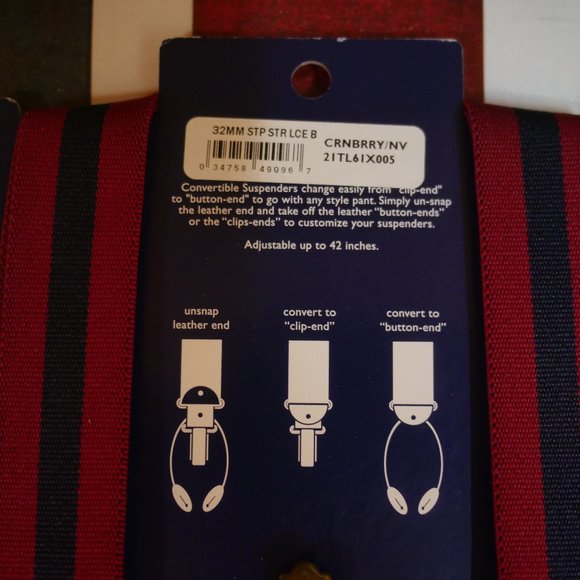 32MM STP STR LCE B
CRNBRRY/NV
0 34758 49096 7
21TL61X005
Convertible Suspenders change easily from "clip-end"
to "button-end" to go with any style pant. Simply un-snap
the leather end and take off the leather "button-ends"
or the "clips-ends" to customize your suspenders.
Adjustable up to 42 inches.
unsnap
leather end
convert to
"clip-end"
convert to
"button-end"